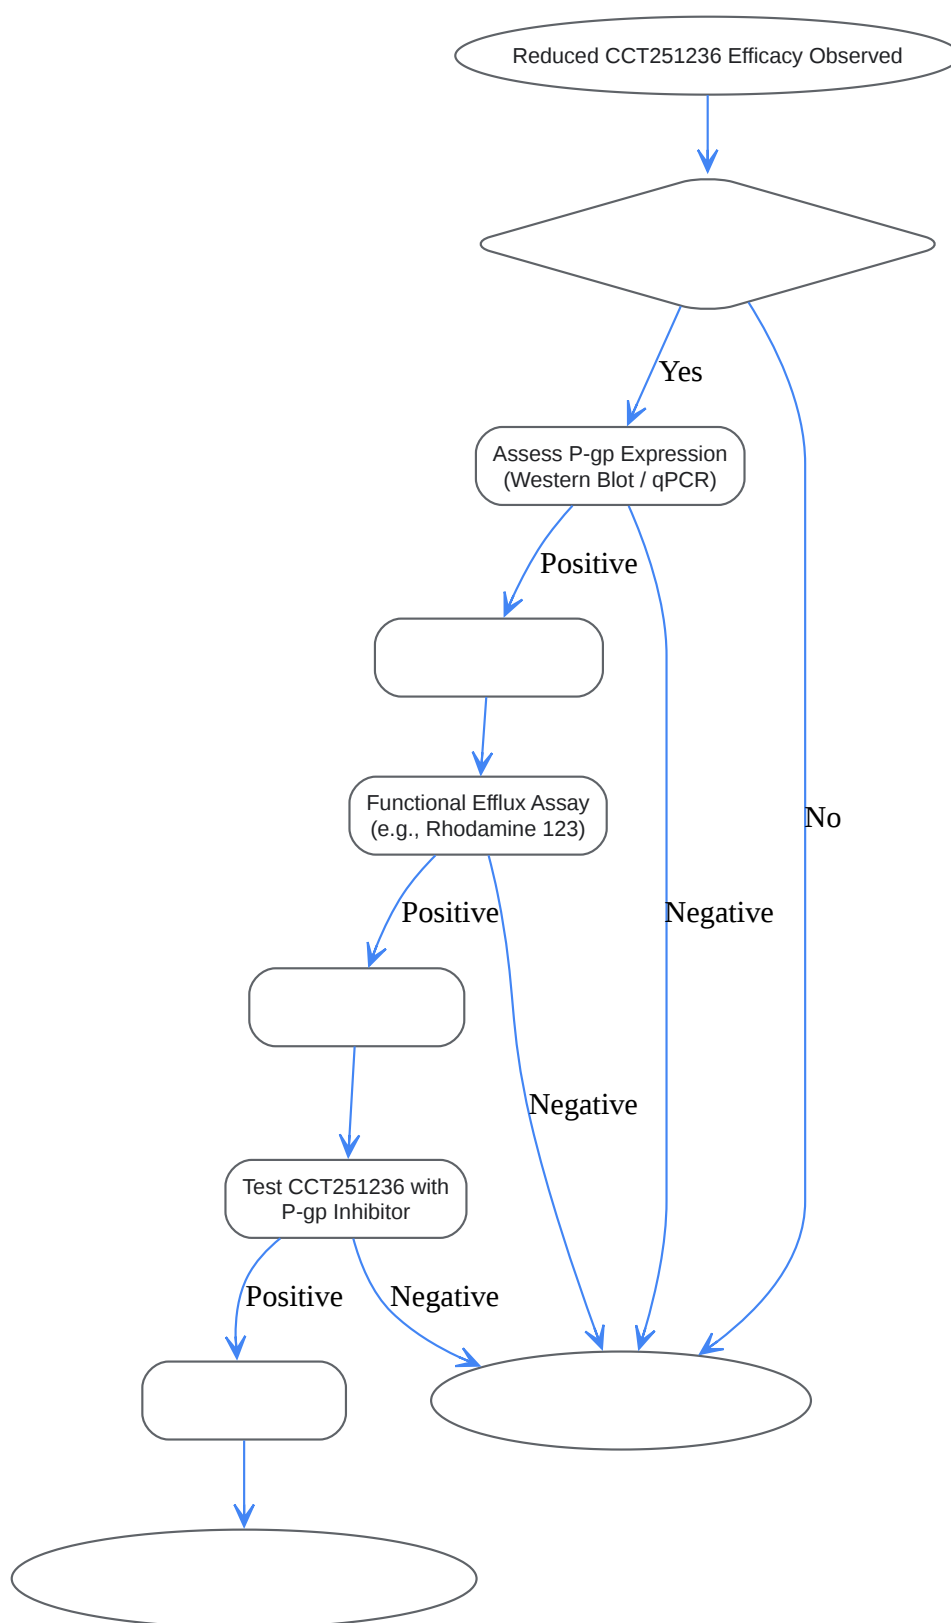 Reduced CCT251236 Efficacy Observed
Yes
Assess P-gp Expression
(Western Blot / qPCR)
Positive
Functional Efflux Assay
(e.g., Rhodamine 123)
No
Positive
Negative
Negative
Test CCT251236 with
P-gp Inhibitor
Positive
Negative